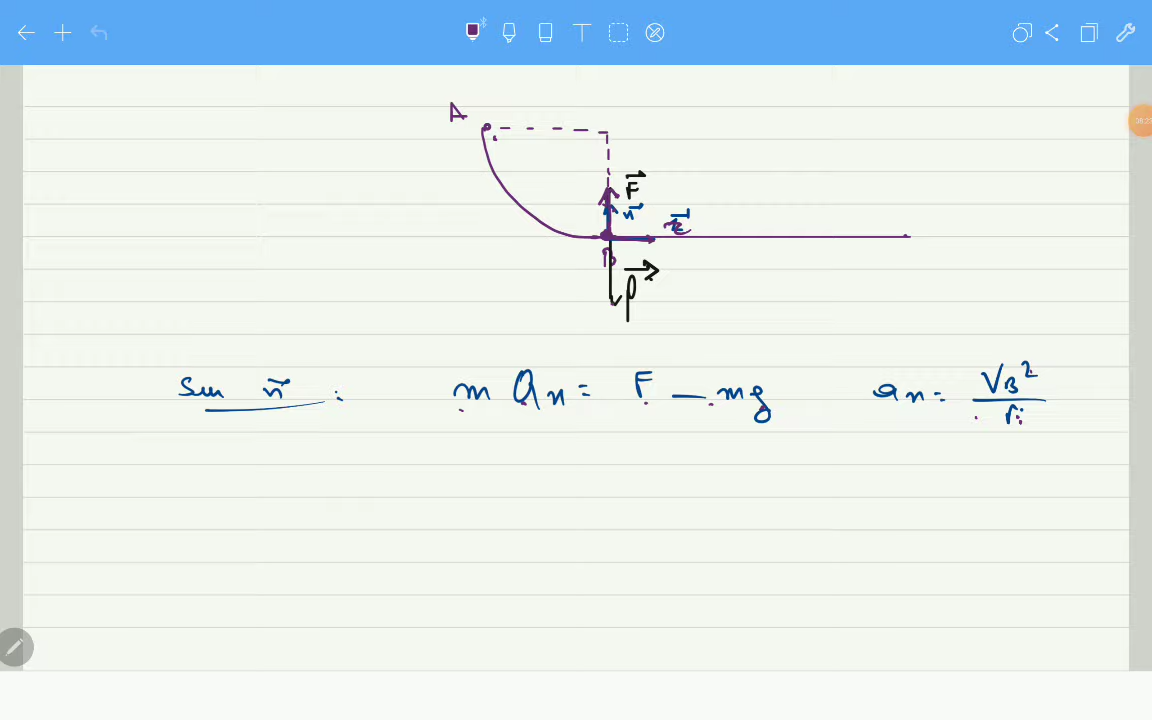 A
F
n
B
P
Sur n : m an = F - mg an = VB² / r